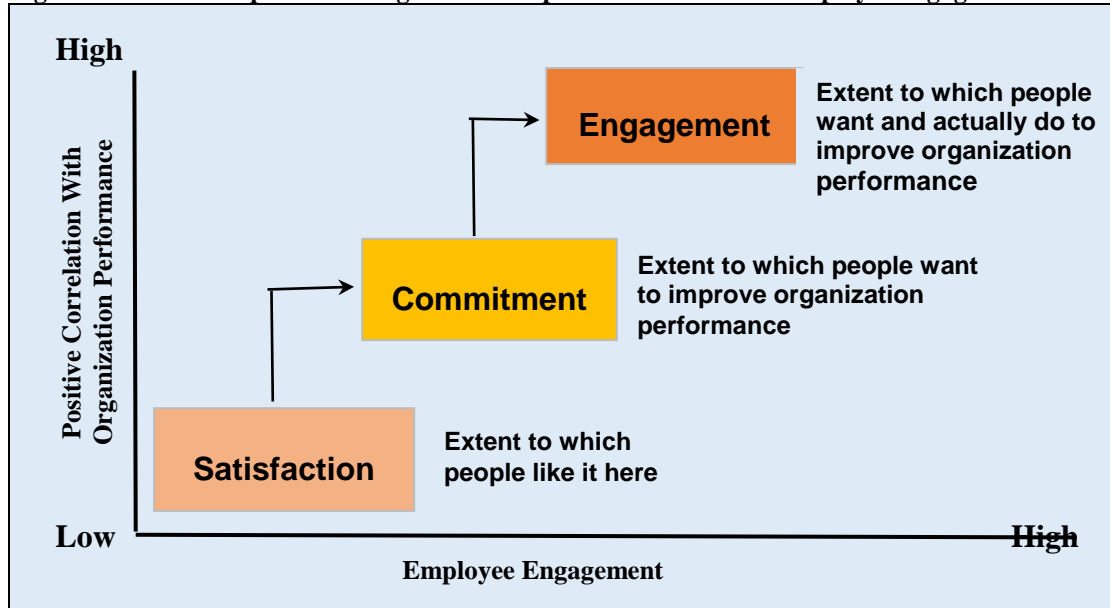 High
Engagement
Extent to which people
want and actually do to
improve organization
performance
Positive Correlation With
Organization Performance
Commitment
Extent to which people want
to improve organization
performance
Satisfaction
Extent to which
people like it here
Low
High
Employee Engagement